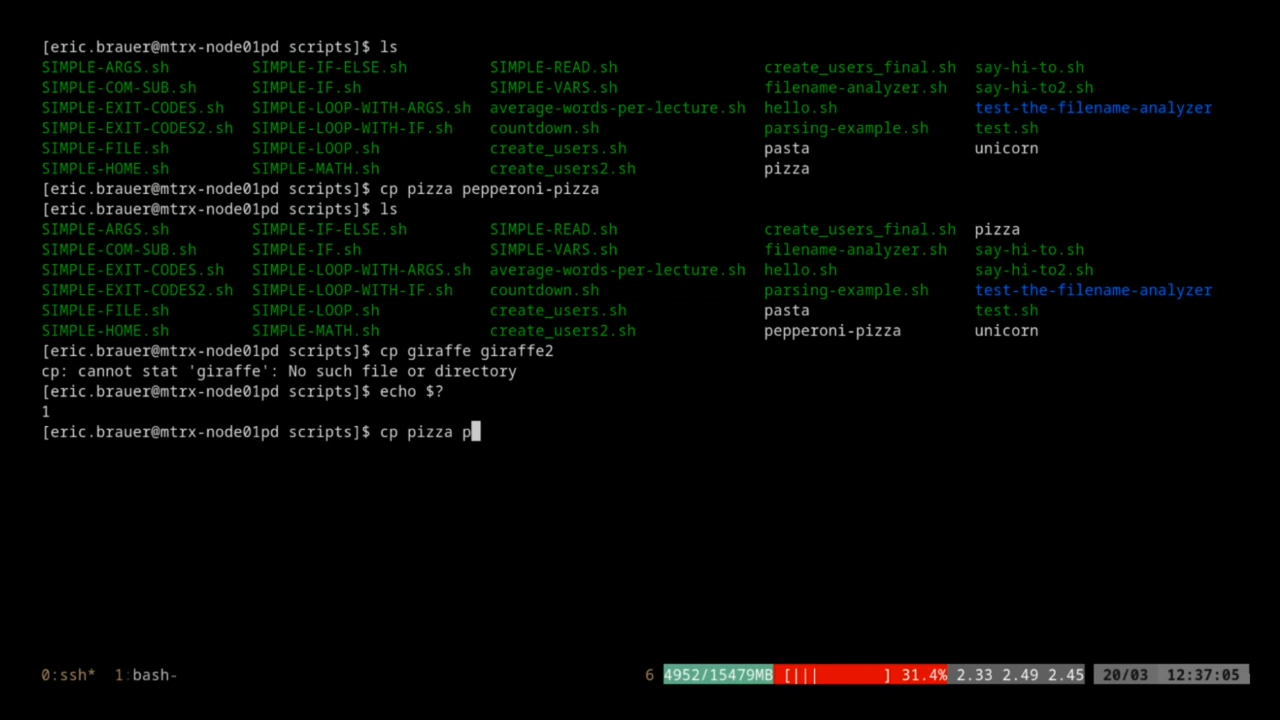 [eric.brauer@mtrx-node01pd scripts]$ ls
SIMPLE-ARGS.sh SIMPLE-IF-ELSE.sh SIMPLE-READ.sh create_users_final.sh say-hi-to.sh
SIMPLE-COM-SUB.sh SIMPLE-IF.sh SIMPLE-VARS.sh filename-analyzer.sh say-hi-to2.sh
SIMPLE-EXIT-CODES.sh SIMPLE-LOOP-WITH-ARGS.sh average-words-per-lecture.sh hello.sh test-the-filename-analyzer
SIMPLE-EXIT-CODES2.sh SIMPLE-LOOP-WITH-IF.sh countdown.sh parsing-example.sh test.sh
SIMPLE-FILE.sh SIMPLE-LOOP.sh create_users.sh pasta unicorn
SIMPLE-HOME.sh SIMPLE-MATH.sh create_users2.sh pizza
[eric.brauer@mtrx-node01pd scripts]$ cp pizza pepperoni-pizza
[eric.brauer@mtrx-node01pd scripts]$ ls
SIMPLE-ARGS.sh SIMPLE-IF-ELSE.sh SIMPLE-READ.sh create_users_final.sh pizza
SIMPLE-COM-SUB.sh SIMPLE-IF.sh SIMPLE-VARS.sh filename-analyzer.sh say-hi-to.sh
SIMPLE-EXIT-CODES.sh SIMPLE-LOOP-WITH-ARGS.sh average-words-per-lecture.sh hello.sh say-hi-to2.sh
SIMPLE-EXIT-CODES2.sh SIMPLE-LOOP-WITH-IF.sh countdown.sh parsing-example.sh test-the-filename-analyzer
SIMPLE-FILE.sh SIMPLE-LOOP.sh create_users.sh pasta test.sh
SIMPLE-HOME.sh SIMPLE-MATH.sh create_users2.sh pepperoni-pizza unicorn
[eric.brauer@mtrx-node01pd scripts]$ cp giraffe giraffe2
cp: cannot stat 'giraffe': No such file or directory
[eric.brauer@mtrx-node01pd scripts]$ echo $?
1
[eric.brauer@mtrx-node01pd scripts]$ cp pizza p
0:ssh* 1:bash- 6 4952/15479MB [||| ] 31.4% 2.33 2.49 2.45 20/03 12:37:05